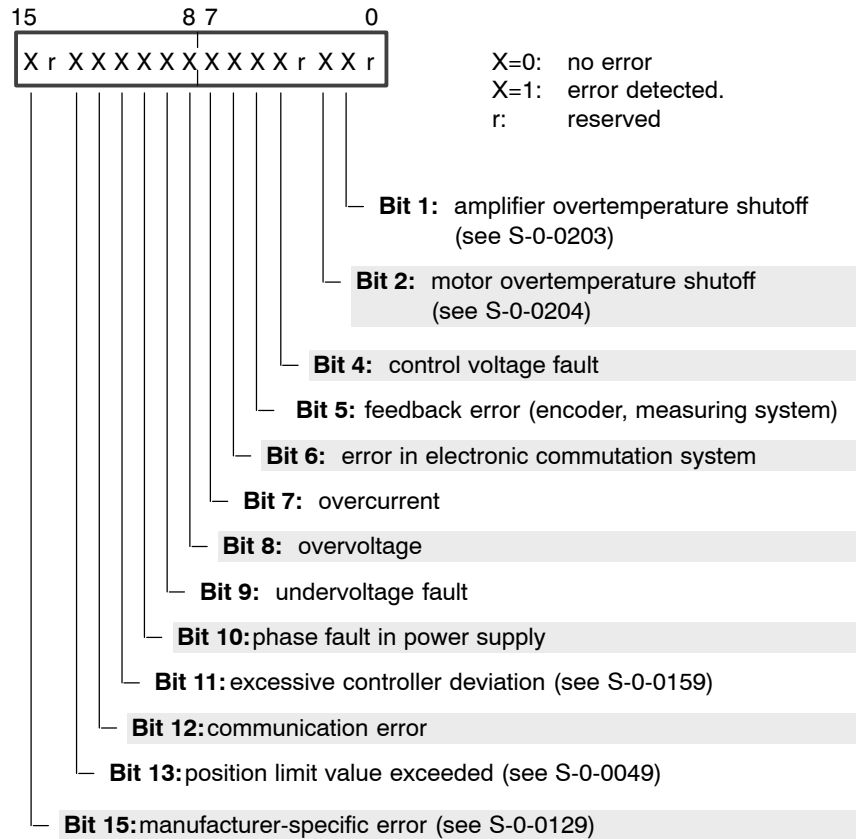 15 8 7 0
X r X X X X X X X X X X r X X r
X=0: no error
X=1: error detected.
r: reserved
Bit 1: amplifier overtemperature shutoff
(see S-0-0203)
Bit 2: motor overtemperature shutoff
(see S-0-0204)
Bit 4: control voltage fault
Bit 5: feedback error (encoder, measuring system)
Bit 6: error in electronic commutation system
Bit 7: overcurrent
Bit 8: overvoltage
Bit 9: undervoltage fault
Bit 10: phase fault in power supply
Bit 11: excessive controller deviation (see S-0-0159)
Bit 12: communication error
Bit 13: position limit value exceeded (see S-0-0049)
Bit 15: manufacturer-specific error (see S-0-0129)